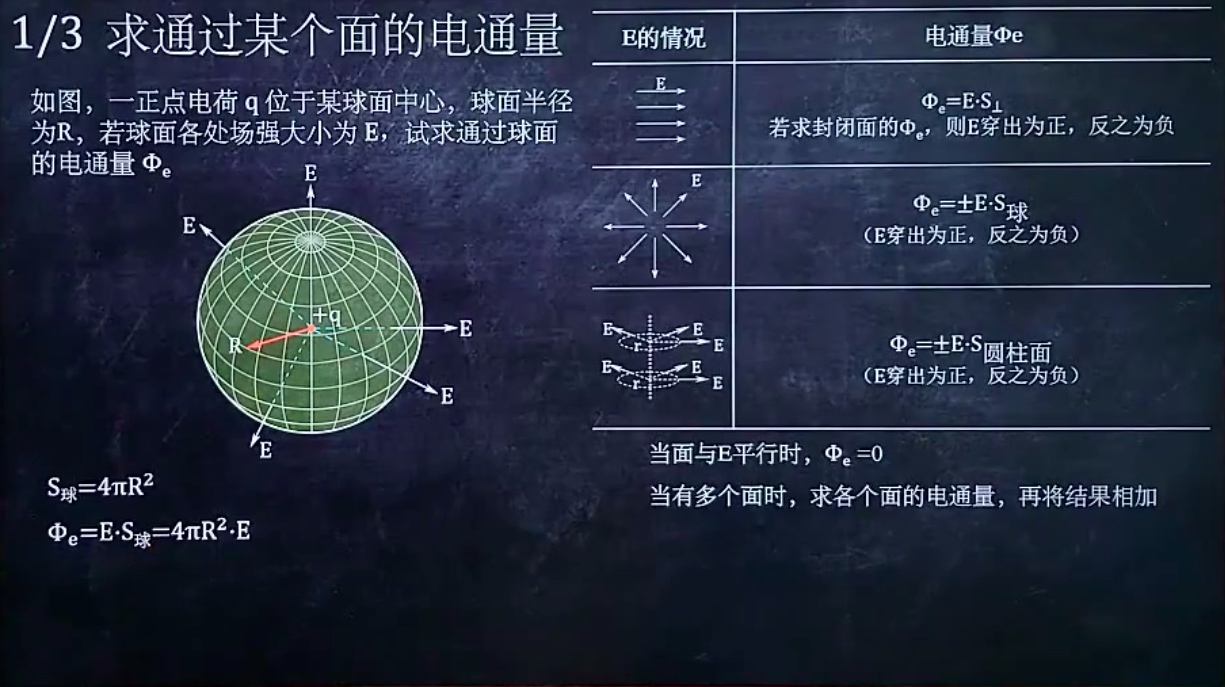 1/3 求通过某个面的电通量
如图，一正点电荷 q 位于某球面中心，球面半径
为R，若球面各处场强大小为 E，试求通过球面
的电通量 Φe
E
E
+q
E
R
E
E
S球=4πR²
Φe=E·S球=4πR²·E
E的情况
电通量Φe
E
Φe=E·S⊥
若求封闭面的Φe，则E穿出为正，反之为负
E
Φe=±E·S球
（E穿出为正，反之为负）
E
E
r
E
E
E
r
E
Φe=±E·S圆柱面
（E穿出为正，反之为负）
当面与E平行时，Φe =0
当有多个面时，求各个面的电通量，再将结果相加